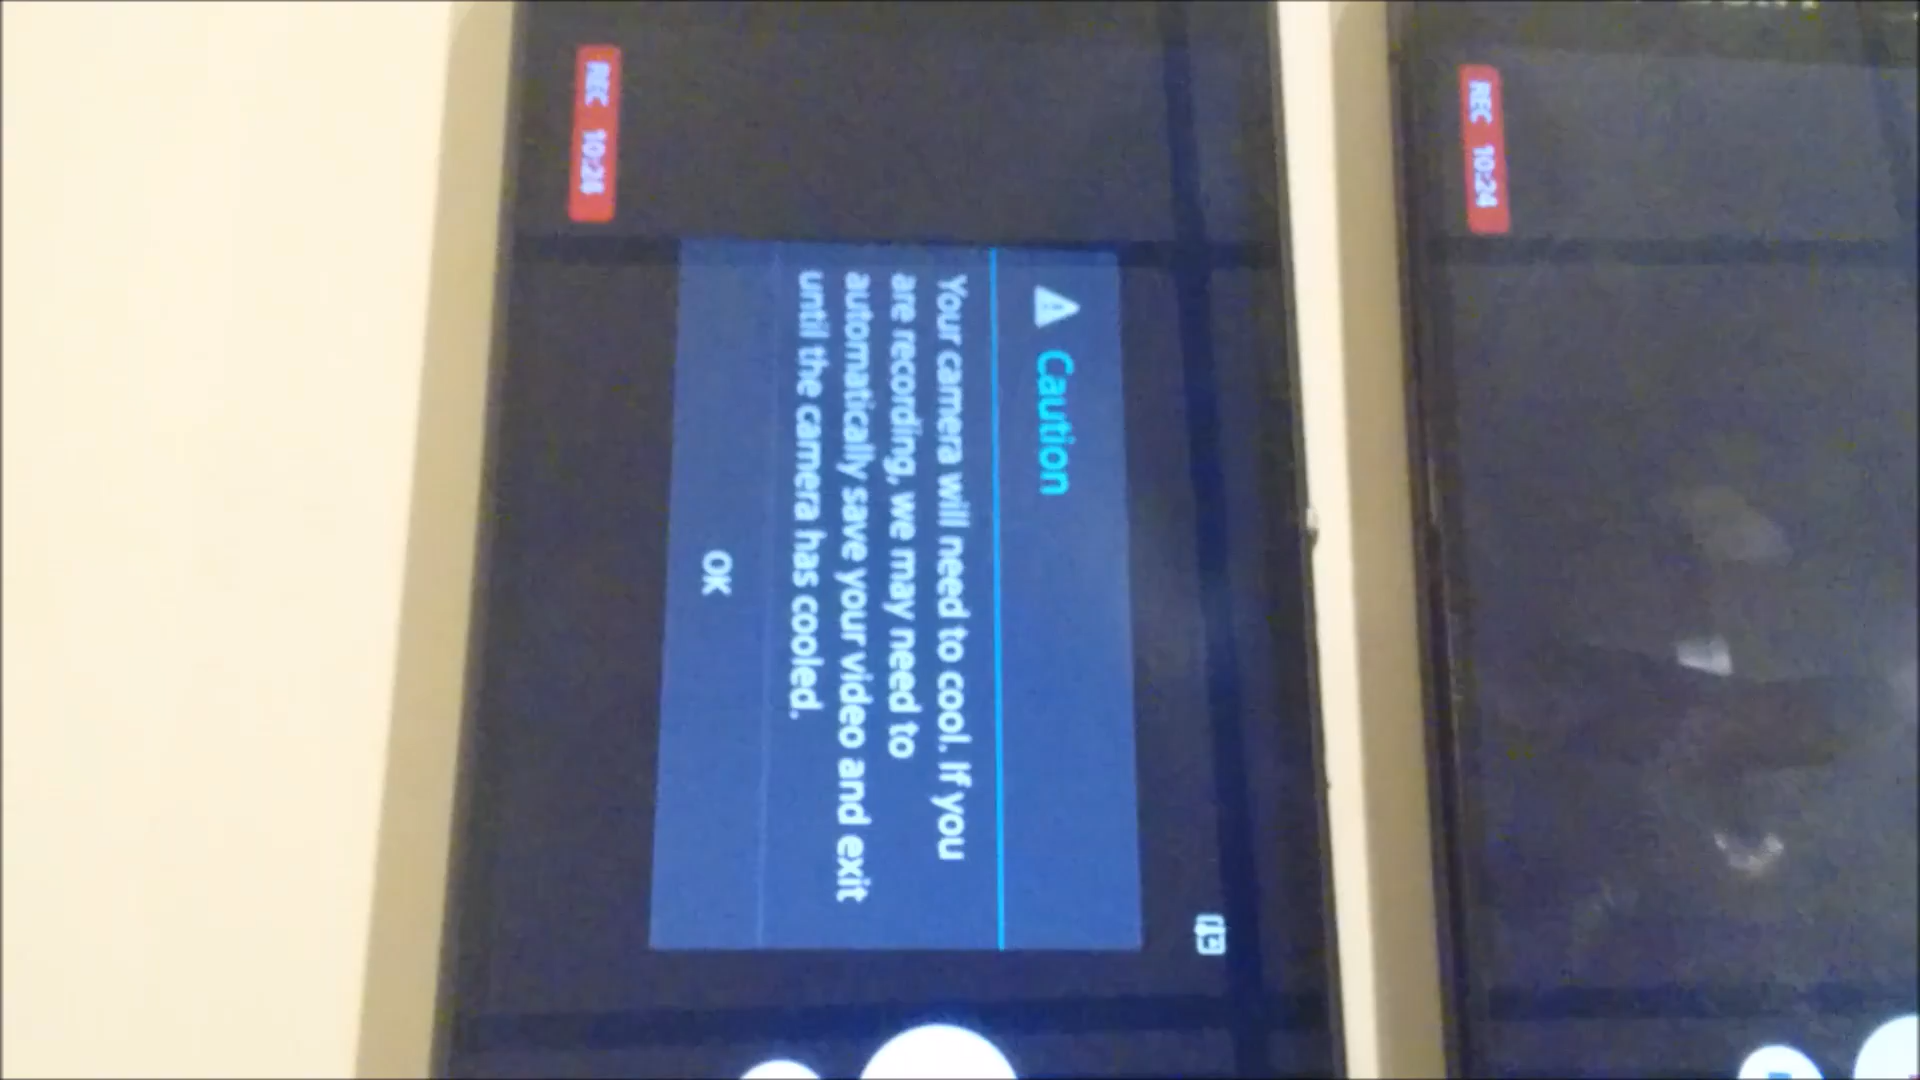 REC 10:24
Caution
Your camera will need to cool. If you
are recording, we may need to
automatically save your video and exit
until the camera has cooled.
OK
REC 10:24